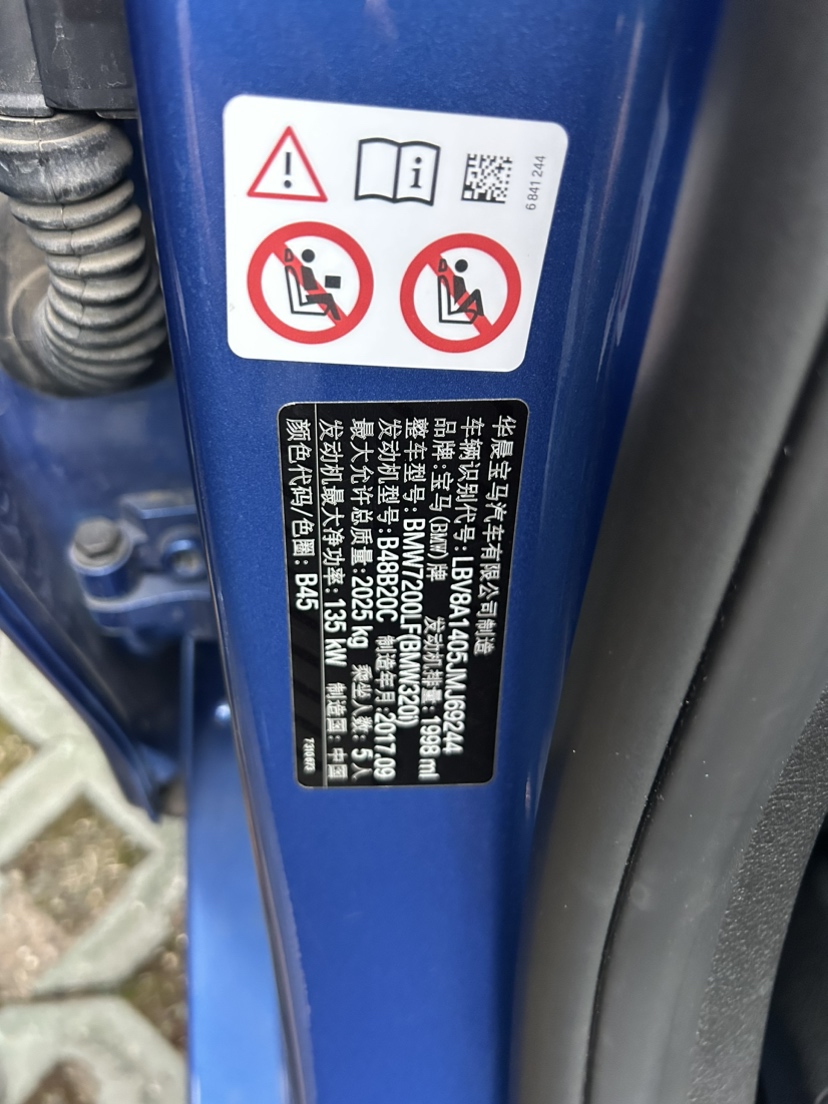 6 841 244
华晨宝马汽车有限公司制造
车辆识别代号:LBV8A1405JMJ69244
品牌:宝马(BMW)牌 发动机排量:1998 ml
整车型号:BMW7200LF(BMW320i)
发动机型号:B48B20C 制造年月:2017.09
最大允许总质量:2025 kg 乘坐人数:5人
发动机最大净功率:135 kW 制造国:中国
颜色代码/色圈:B45